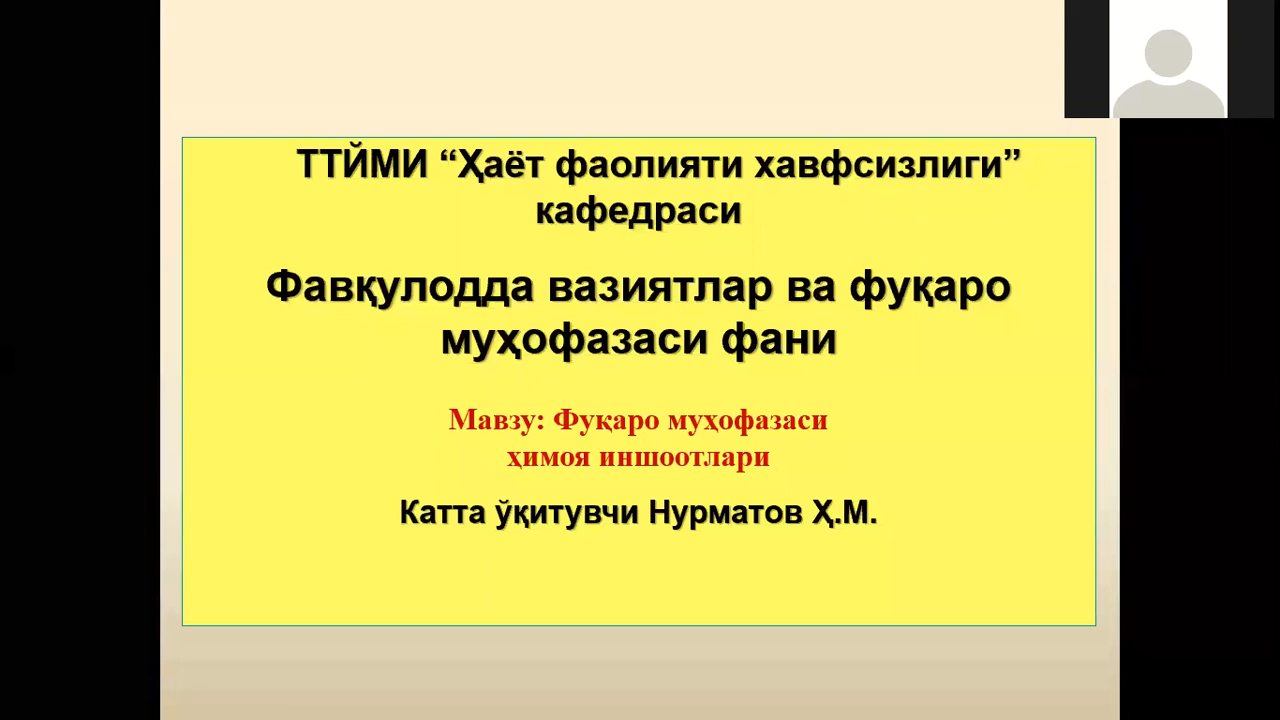 ТТЙМИ “Ҳаёт фаолияти хавфсизлиги”
кафедраси
Фавқулодда вазиятлар ва фуқаро
муҳофазаси фани
Мавзу: Фуқаро муҳофазаси
ҳимоя иншоотлари
Катта ўқитувчи Нурматов Ҳ.М.